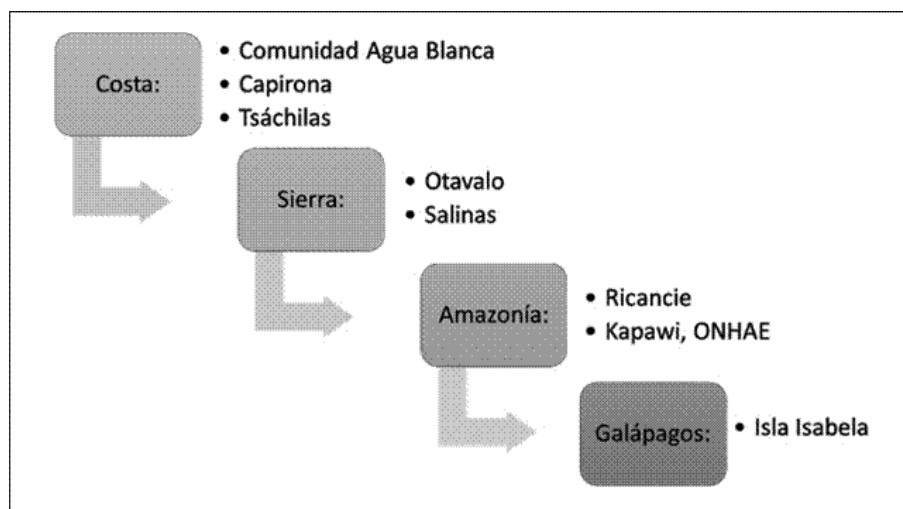 Costa:
• Comunidad Agua Blanca
• Capirona
• Tsáchilas
Sierra:
• Otavalo
• Salinas
Amazonía:
• Ricancie
• Kapawi, ONHAE
Galápagos:
• Isla Isabela